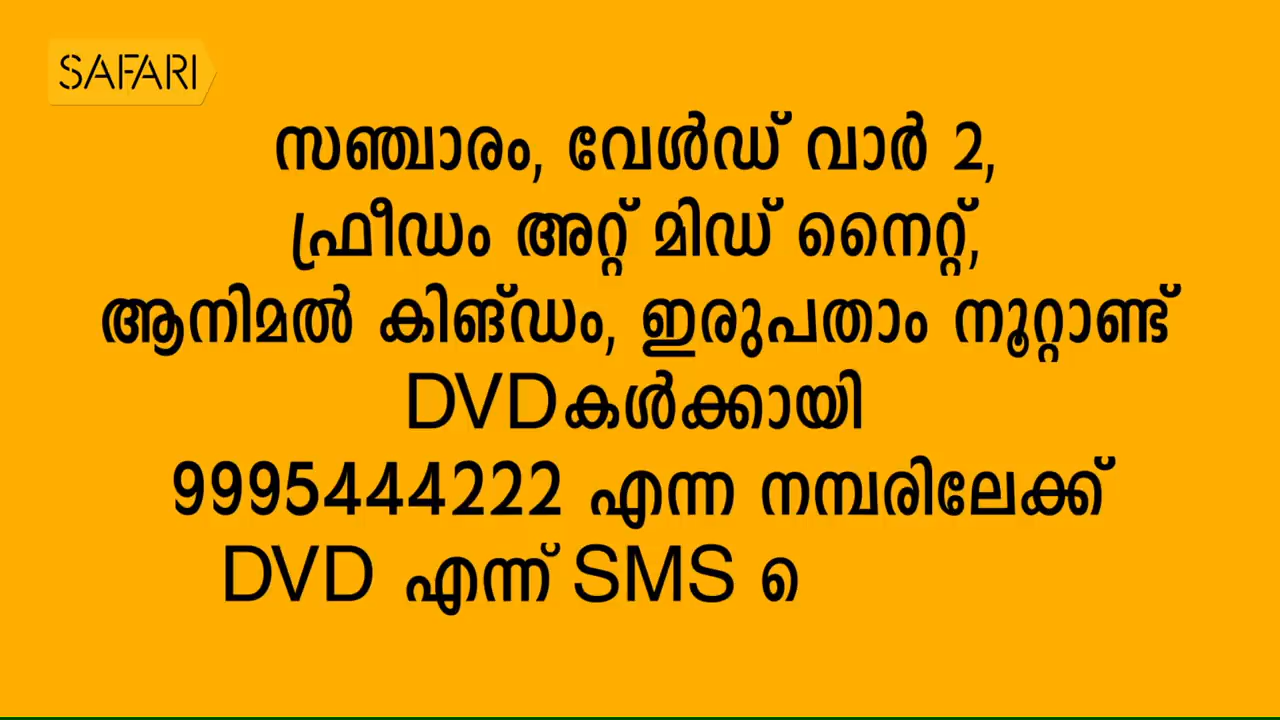 SAFARI
സഞ്ചാരം, വേൾഡ് വാർ 2,
ഫ്രീഡം അറ്റ് മിഡ് നൈറ്റ്,
ആനിമൽ കിങ്ഡം, ഇരുപതാം നൂറ്റാണ്ട്
DVDകൾക്കായി
9995444222 എന്ന നമ്പരിലേക്ക്
DVD എന്ന് SMS െ